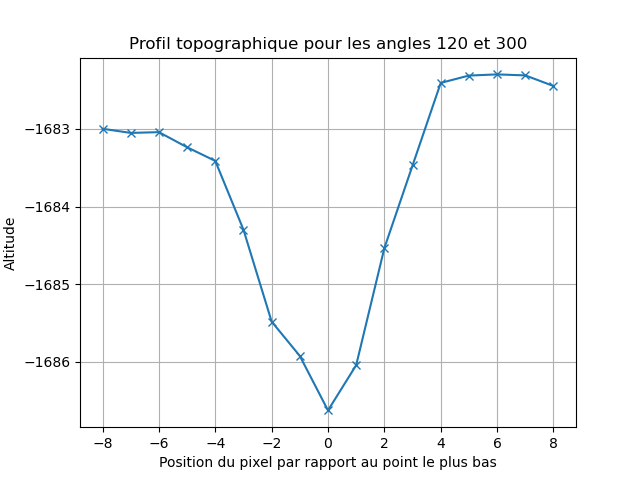 Profil topographique pour les angles 120 et 300
Altitude
−1683
−1684
−1685
−1686
−8 −6 −4 −2 0 2 4 6 8
Position du pixel par rapport au point le plus bas